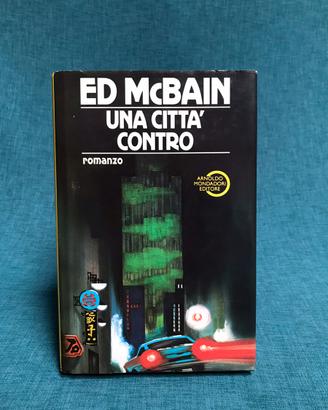 ED McBAIN
UNA CITTA'
CONTRO
romanzo
ARNOLDO
MONDADORI
EDITORE